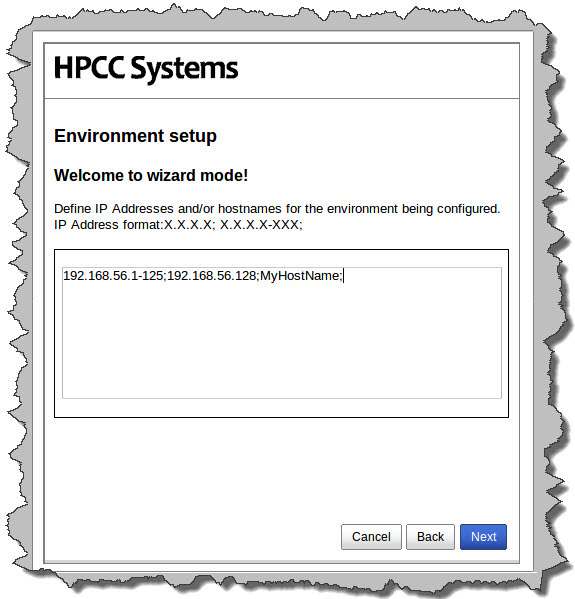 HPCC Systems
Environment setup
Welcome to wizard mode!
Define IP Addresses and/or hostnames for the environment being configured.
IP Address format:X.X.X.X; X.X.X.X-XXX;
192.168.56.1-125;192.168.56.128;MyHostName;
Cancel Back Next